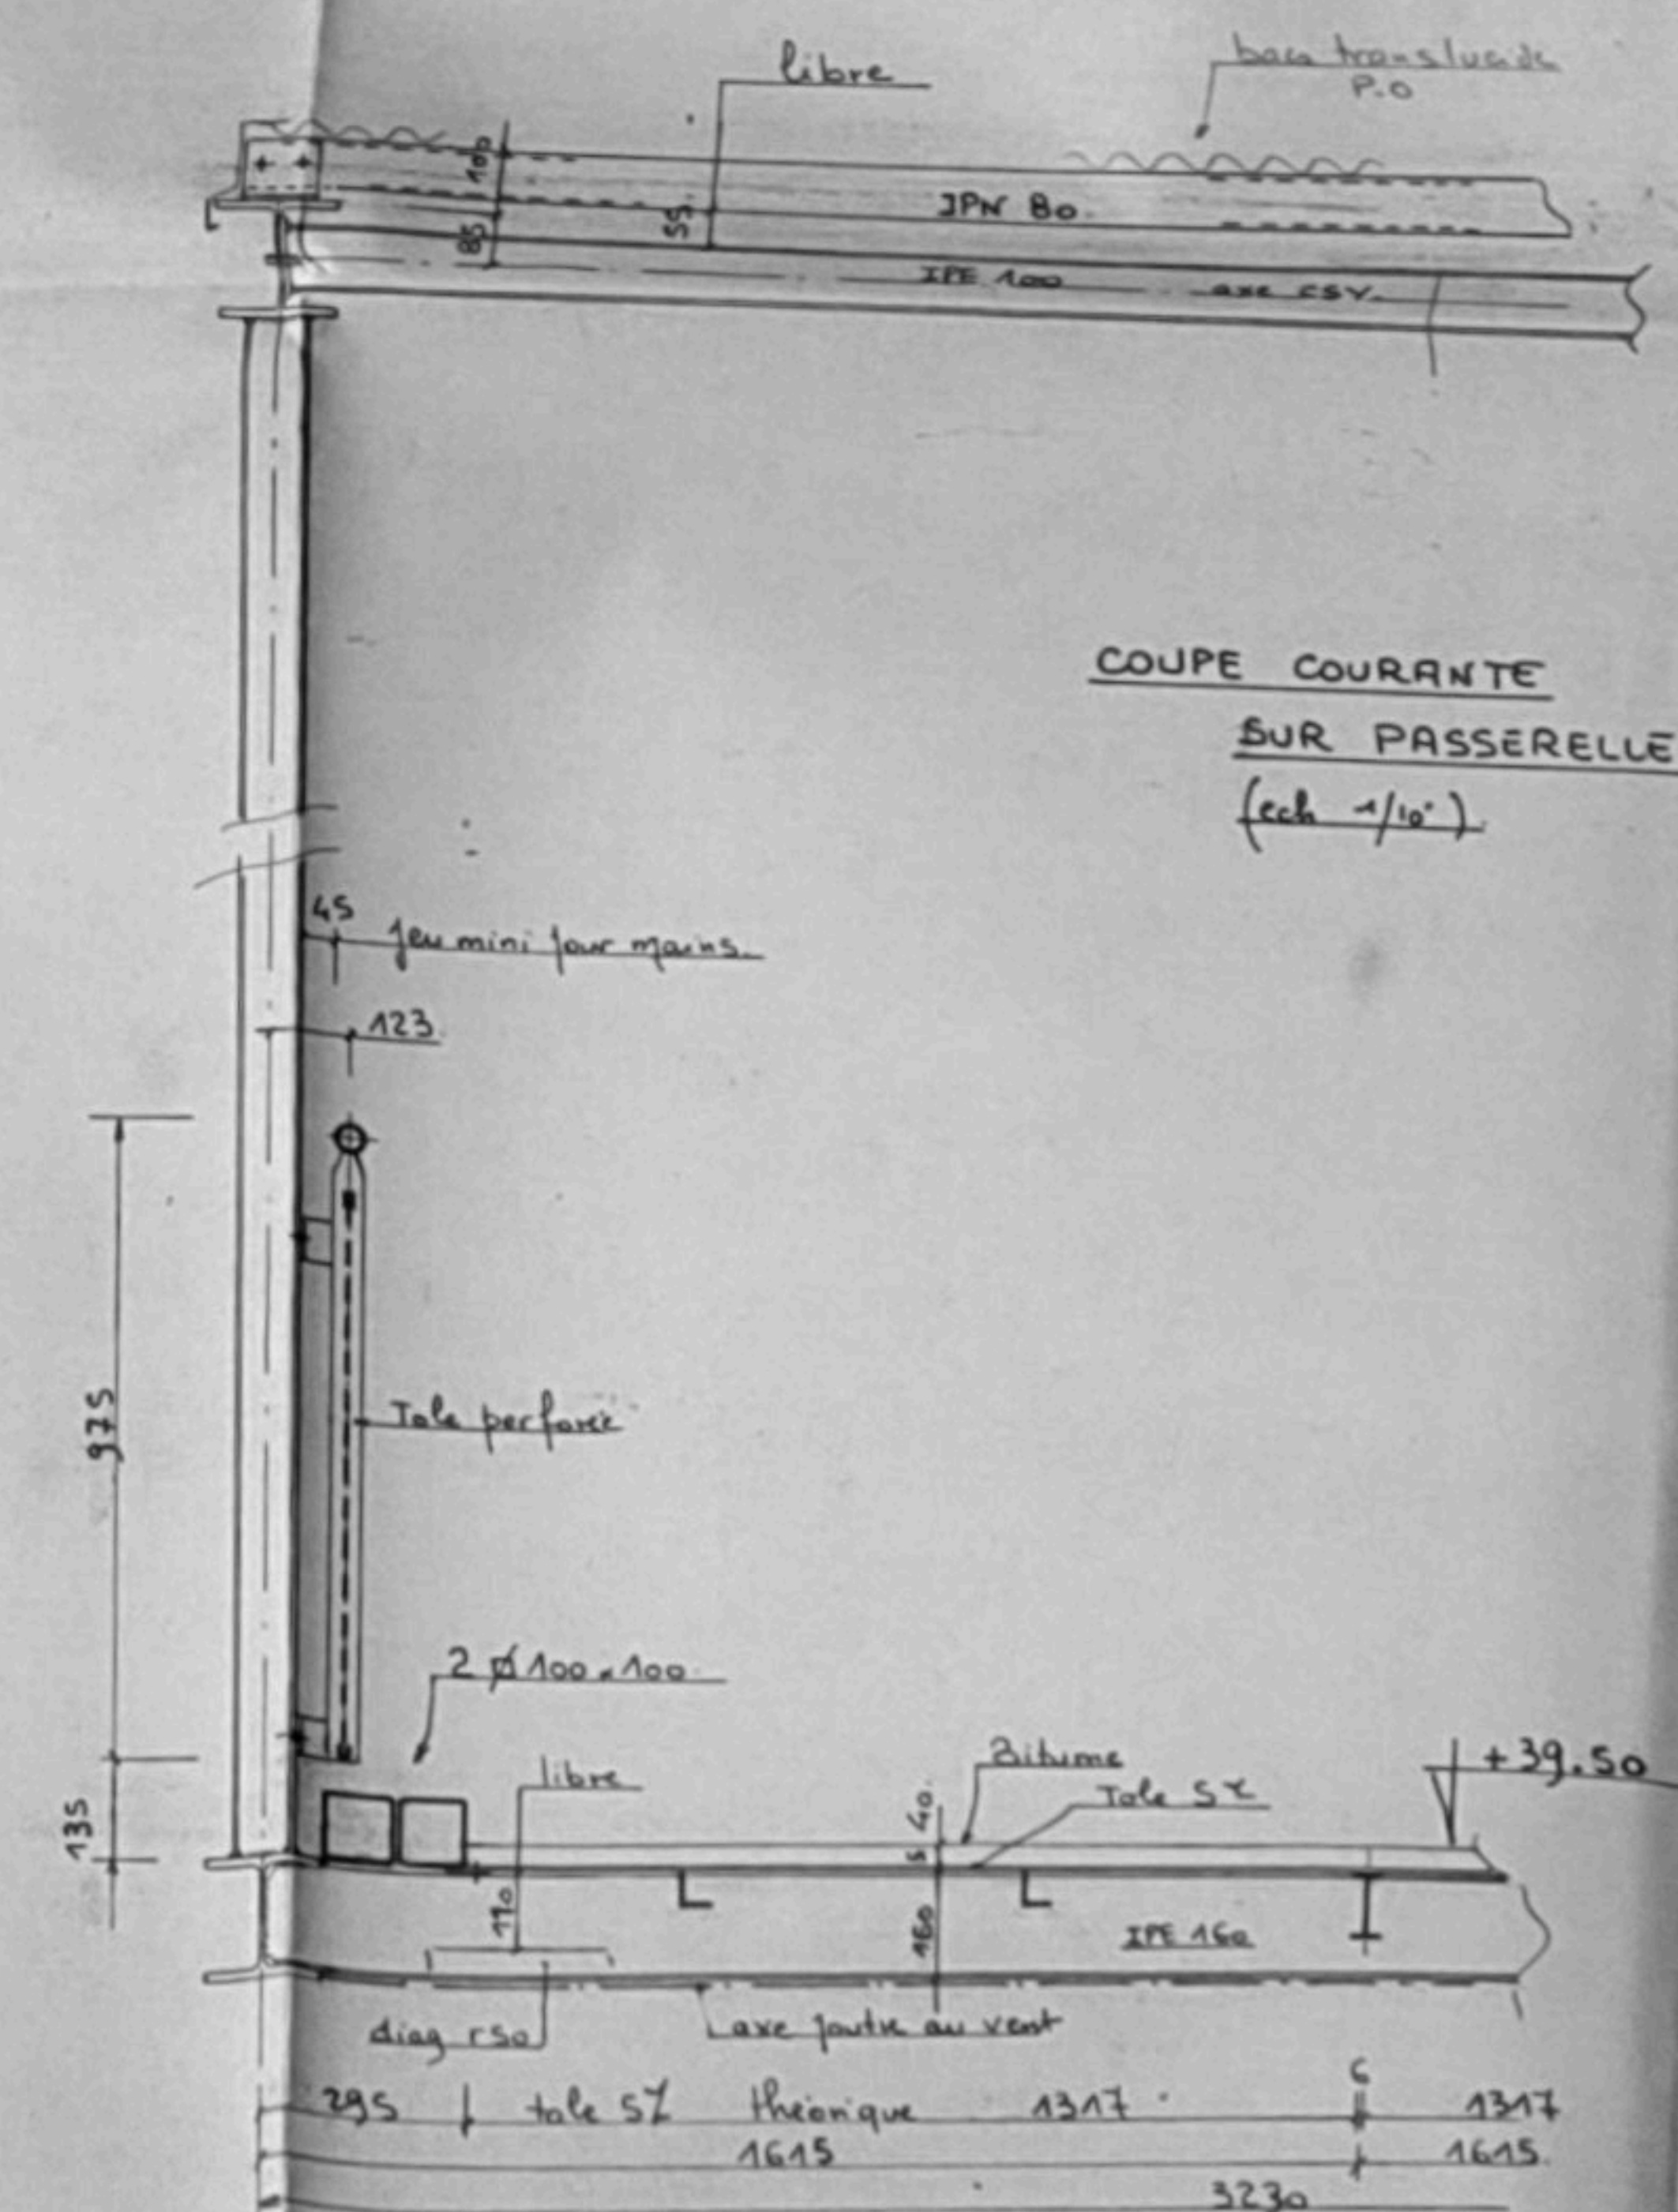 libre
bacs translucide
P.O
100
85
55
IPN 80.
IPE 100
axe CSV.
COUPE COURANTE
SUR PASSERELLE
(ech 1/10°).
45
Jeu mini pour mains.
123
975
Tole perforée
2 Ø 100 x 100
135
libre
110
Bitume
Tole 5
40
5
160
+39.50
IPE 160
diag r50
axe poutre au vent
295 tole 5 théorique 1317 6 1317
1615 1615
3230